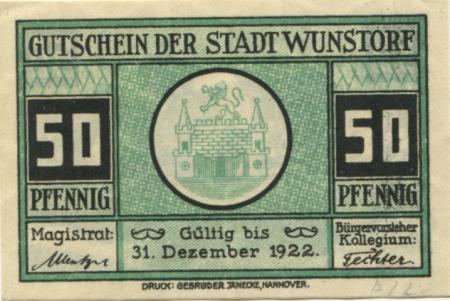 GUTSCHEIN DER STADT WUNSTORF
50 50
PFENNIG PFENNIG
Magistrat: Gültig bis Bürgervorsteher
31. Dezember 1922. Kollegium:
Fechter.
DRUCK: GEBRÜDER JÄNECKE, HANNOVER.